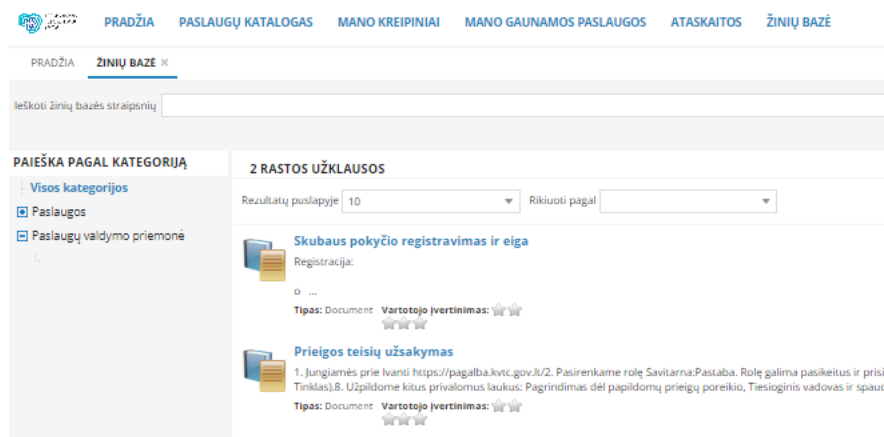 PRADŽIA PASLAUGŲ KATALOGAS MANO KREIPINIAI MANO GAUNAMOS PASLAUGOS ATASKAITOS ŽINIŲ BAZĖ
PRADŽIA ŽINIŲ BAZĖ ×
Ieškoti žinių bazės straipsnių
PAIEŠKA PAGAL KATEGORIJĄ
Visos kategorijos
Paslaugos
Paslaugų valdymo priemonė
2 RASTOS UŽKLAUSOS
Rezultatų puslapyje 10 Rikiuoti pagal
Skubaus pokyčio registravimas ir eiga
Registracija:
o ...
Tipas: Document Vartotojo įvertinimas:
Prieigos teisių užsakymas
1. Jungiamės prie Ivanti https://pagalba.kvtc.gov.lt/2. Pasirenkame rolę Savitarna:Pastaba. Rolę galima pasikeitus ir prisi
Tinklas).8. Užpildome kitus privalomus laukus: Pagrindimas dėl papildomų prieigų poreikio, Tiesioginis vadovas ir spaud
Tipas: Document Vartotojo įvertinimas: